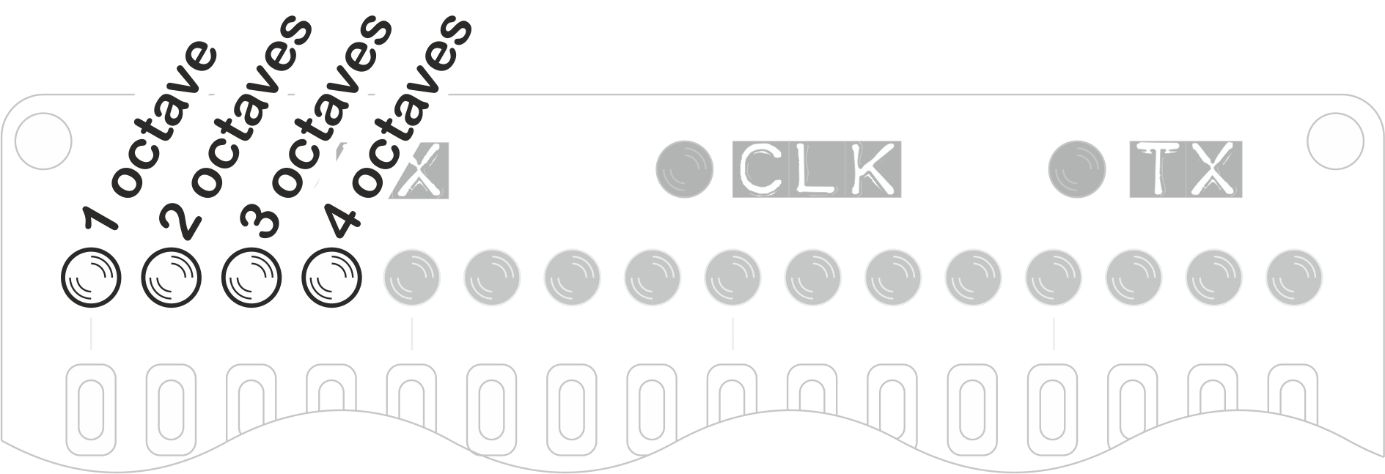 1 octave
2 octaves
3 octaves
4 octaves
X
CLK
TX